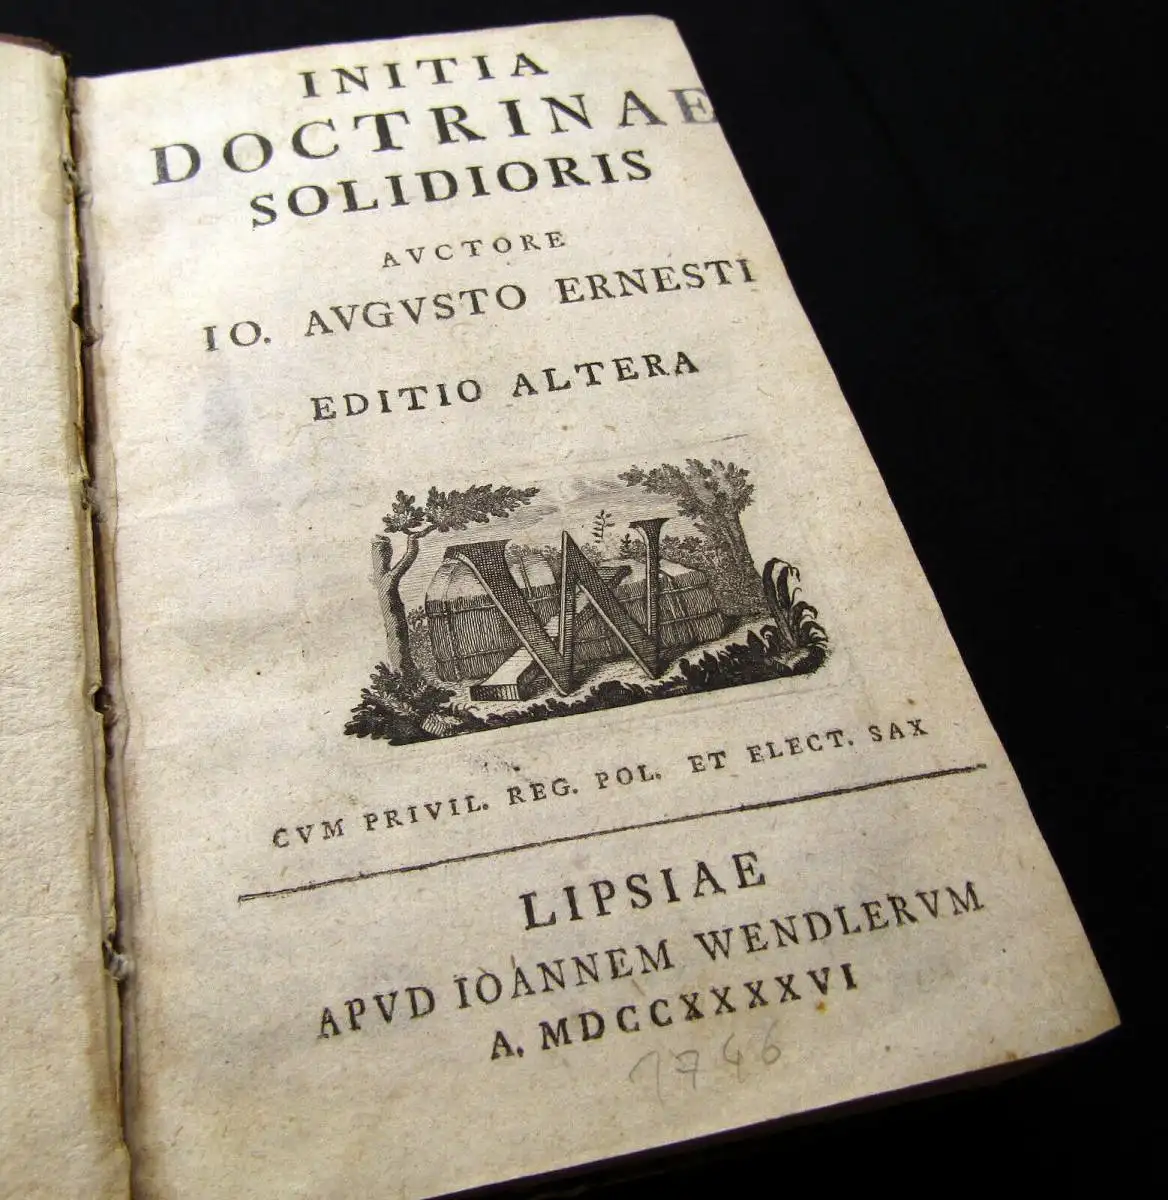 INITIA
DOCTRINAE
SOLIDIORIS
AVCTORE
IO. AVGVSTO ERNESTI
EDITIO ALTERA
W
CVM PRIVIL. REG. POL. ET ELECT. SAX
LIPSIAE
APVD IOANNEM WENDLERVM
A. MDCCXXXXVI
1746